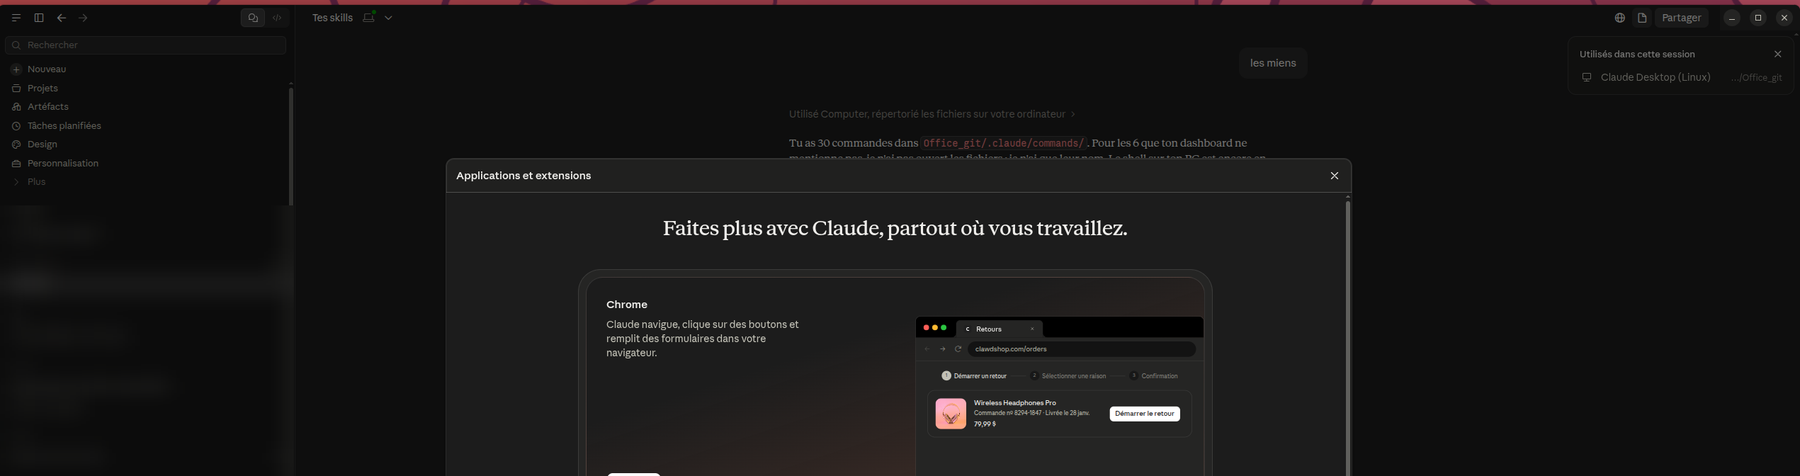 Tes skills
Partager
Rechercher
Nouveau
Projets
Artéfacts
Tâches planifiées
Design
Personnalisation
Plus
les miens
Utilisés dans cette session
Claude Desktop (Linux) .../Office_git
Utilisé Computer, répertorié les fichiers sur votre ordinateur
Tu as 30 commandes dans Office_git/.claude/commands/. Pour les 6 que ton dashboard ne
Applications et extensions
Faites plus avec Claude, partout où vous travaillez.
Chrome
Claude navigue, clique sur des boutons et
remplit des formulaires dans votre
navigateur.
C Retours
clawdshop.com/orders
1 Démarrer un retour 2 Sélectionner une raison 3 Confirmation
Wireless Headphones Pro
Commande nº 8294-1847 · Livrée le 28 janv.
79,99 $
Démarrer le retour